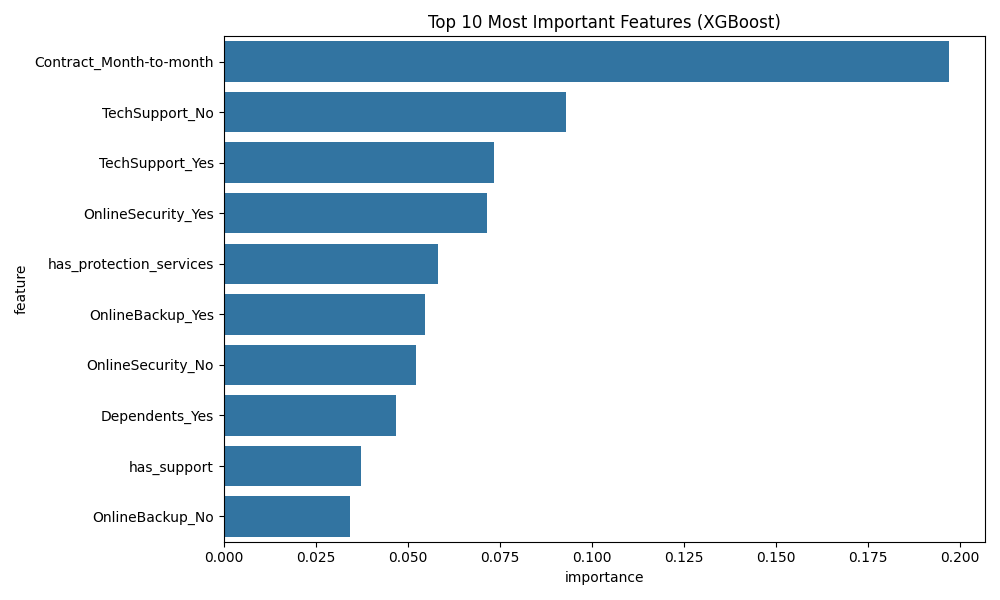 Top 10 Most Important Features (XGBoost)
Contract_Month-to-month
TechSupport_No
TechSupport_Yes
OnlineSecurity_Yes
has_protection_services
OnlineBackup_Yes
OnlineSecurity_No
Dependents_Yes
has_support
OnlineBackup_No
feature
0.000 0.025 0.050 0.075 0.100 0.125 0.150 0.175 0.200
importance